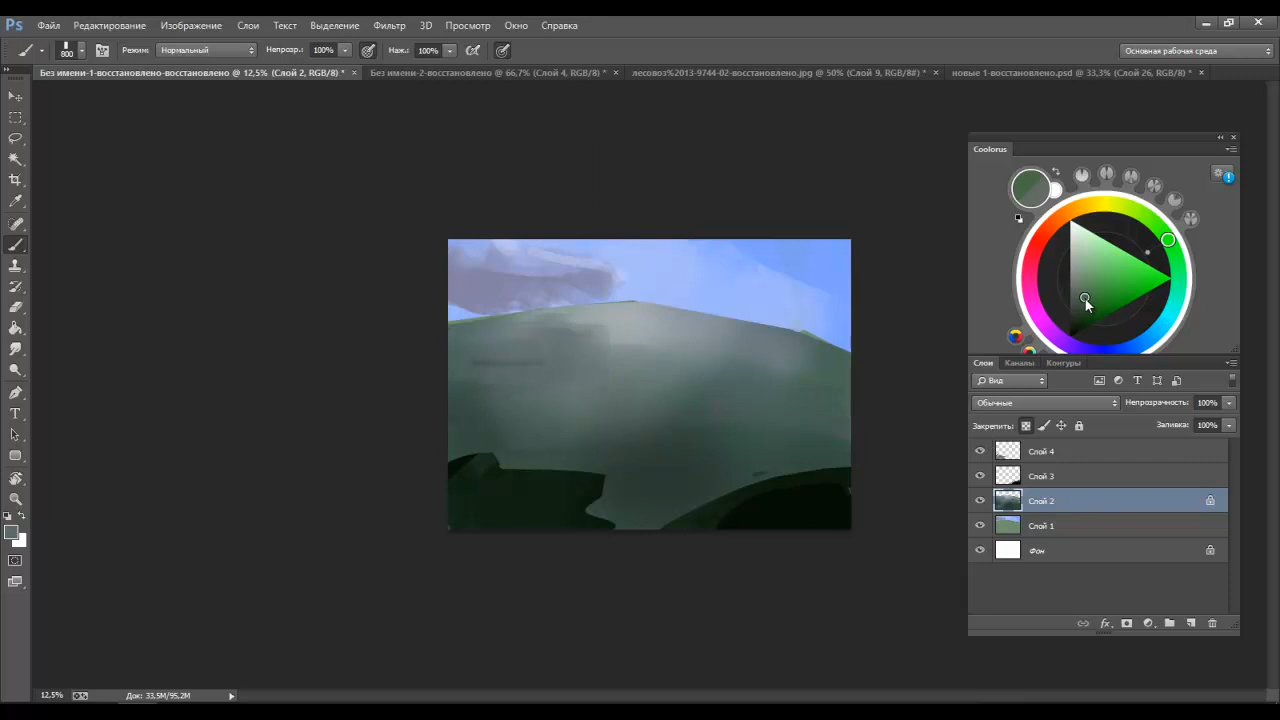 Ps Файл Редактирование Изображение Слои Текст Выделение Фильтр 3D Просмотр Окно Справка
800 Режим: Нормальный Непрозр.: 100% Наж.: 100% Основная рабочая среда
Без имени-1-восстановлено-восстановлено @ 12,5% (Слой 2, RGB/8) * × Без имени-2-восстановлено @ 66,7% (Слой 4, RGB/8) * × лесовоз%2013-9744-02-восстановлено.jpg @ 50% (Слой 9, RGB/8#) * × новые 1-восстановлено.psd @ 33,3% (Слой 26, RGB/8) * ×
Coolorus
Слои Каналы Контуры
Вид
Обычные Непрозрачность: 100%
Закрепить: Заливка: 100%
Слой 4
Слой 3
Слой 2
Слой 1
Фон
12,5% Док: 33,5M/95,2M